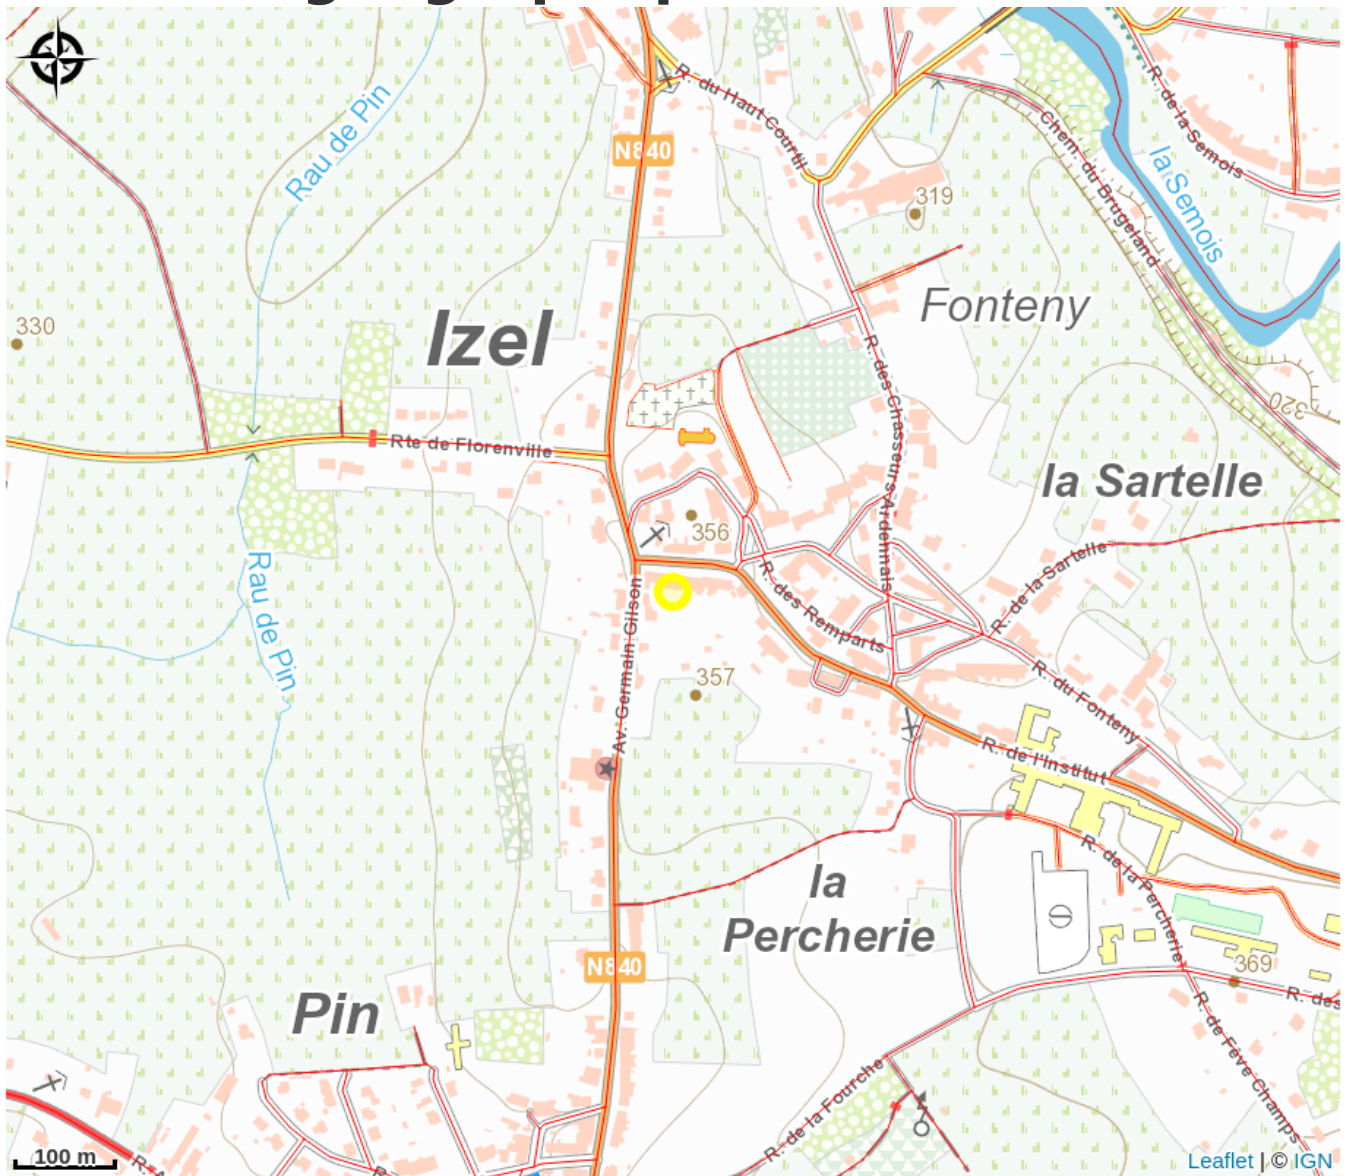 R. du Haut Courtil
Rau de Pin
N840
Chem. du Brugeland
R. de la Semois
la Semois
319
Fonteny
330
Izel
R. des Chasseurs Ardennais
320
Rte de Florenville
la Sartelle
356
R. de la Sartelle
Rau de Pin
R. des Remparts
Av. Germain Gilson
357
R. du Fonteny
R. de l'Institut
la
Percherie
R. de la Percherie
N840
369
R. des
Pin
R. de Fève Champs
R. de la Fourche
100 m
Leaflet | © IGN